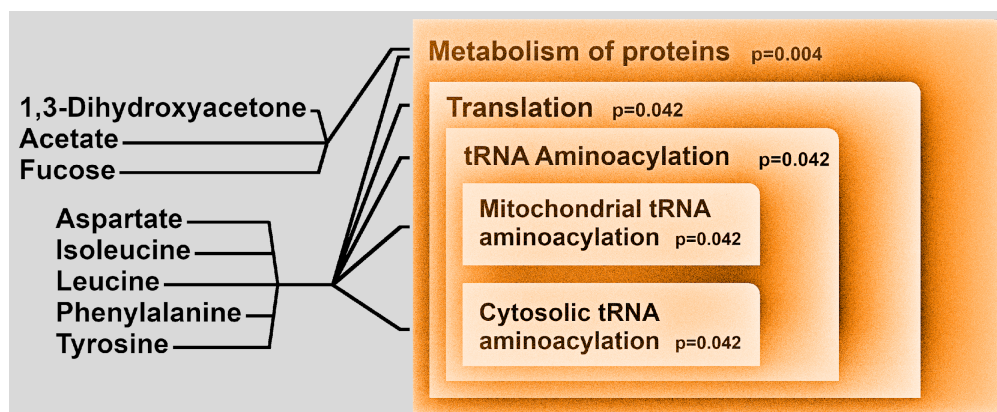 Metabolism of proteins p=0.004
1,3-Dihydroxyacetone
Acetate
Fucose
Aspartate
Isoleucine
Leucine
Phenylalanine
Tyrosine
Translation p=0.042
tRNA Aminoacylation p=0.042
Mitochondrial tRNA
aminoacylation p=0.042
Cytosolic tRNA
aminoacylation p=0.042